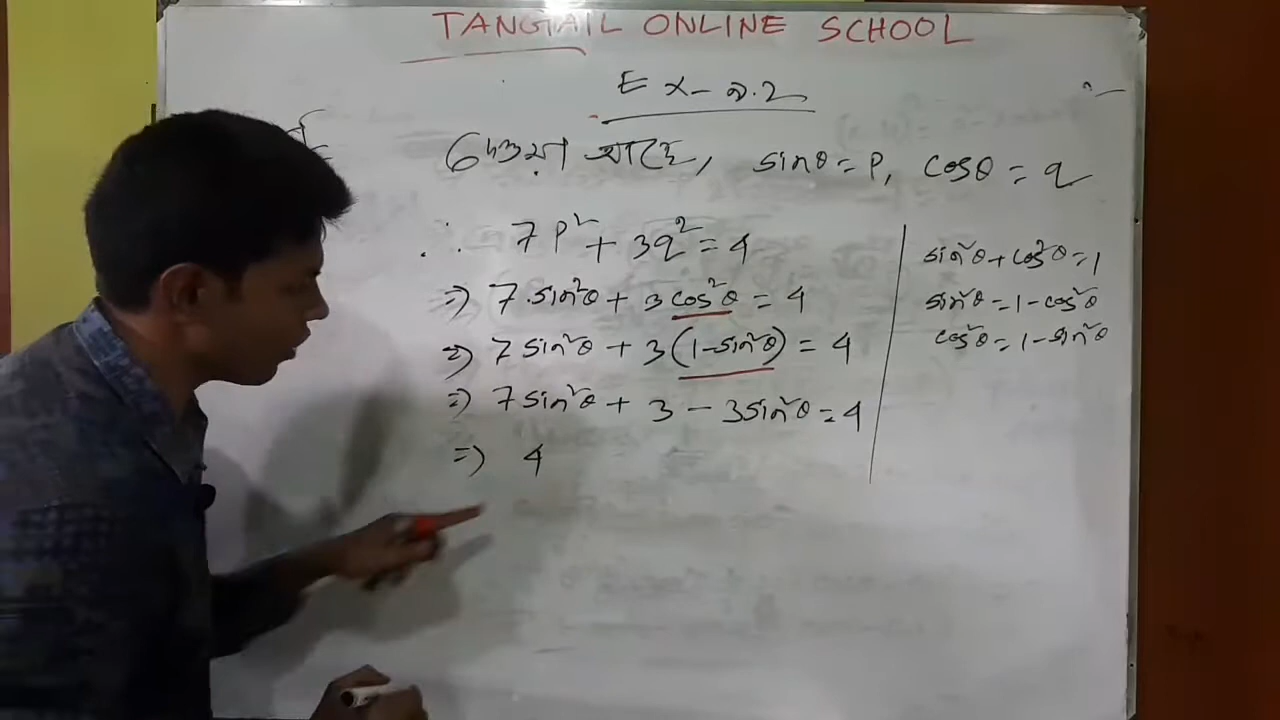 TANGAIL ONLINE SCHOOL
Ex-৯.2
দেওয়া আছে, sinθ = P, cosθ = q
∴ 7P² + 3q² = 4
=> 7.sin²θ + 3cos²θ = 4
=> 7sin²θ + 3(1-sin²θ) = 4
=> 7sin²θ + 3 - 3sin²θ = 4
=> 4
sin²θ + cos²θ = 1
sin²θ = 1 - cos²θ
cos²θ = 1 - sin²θ